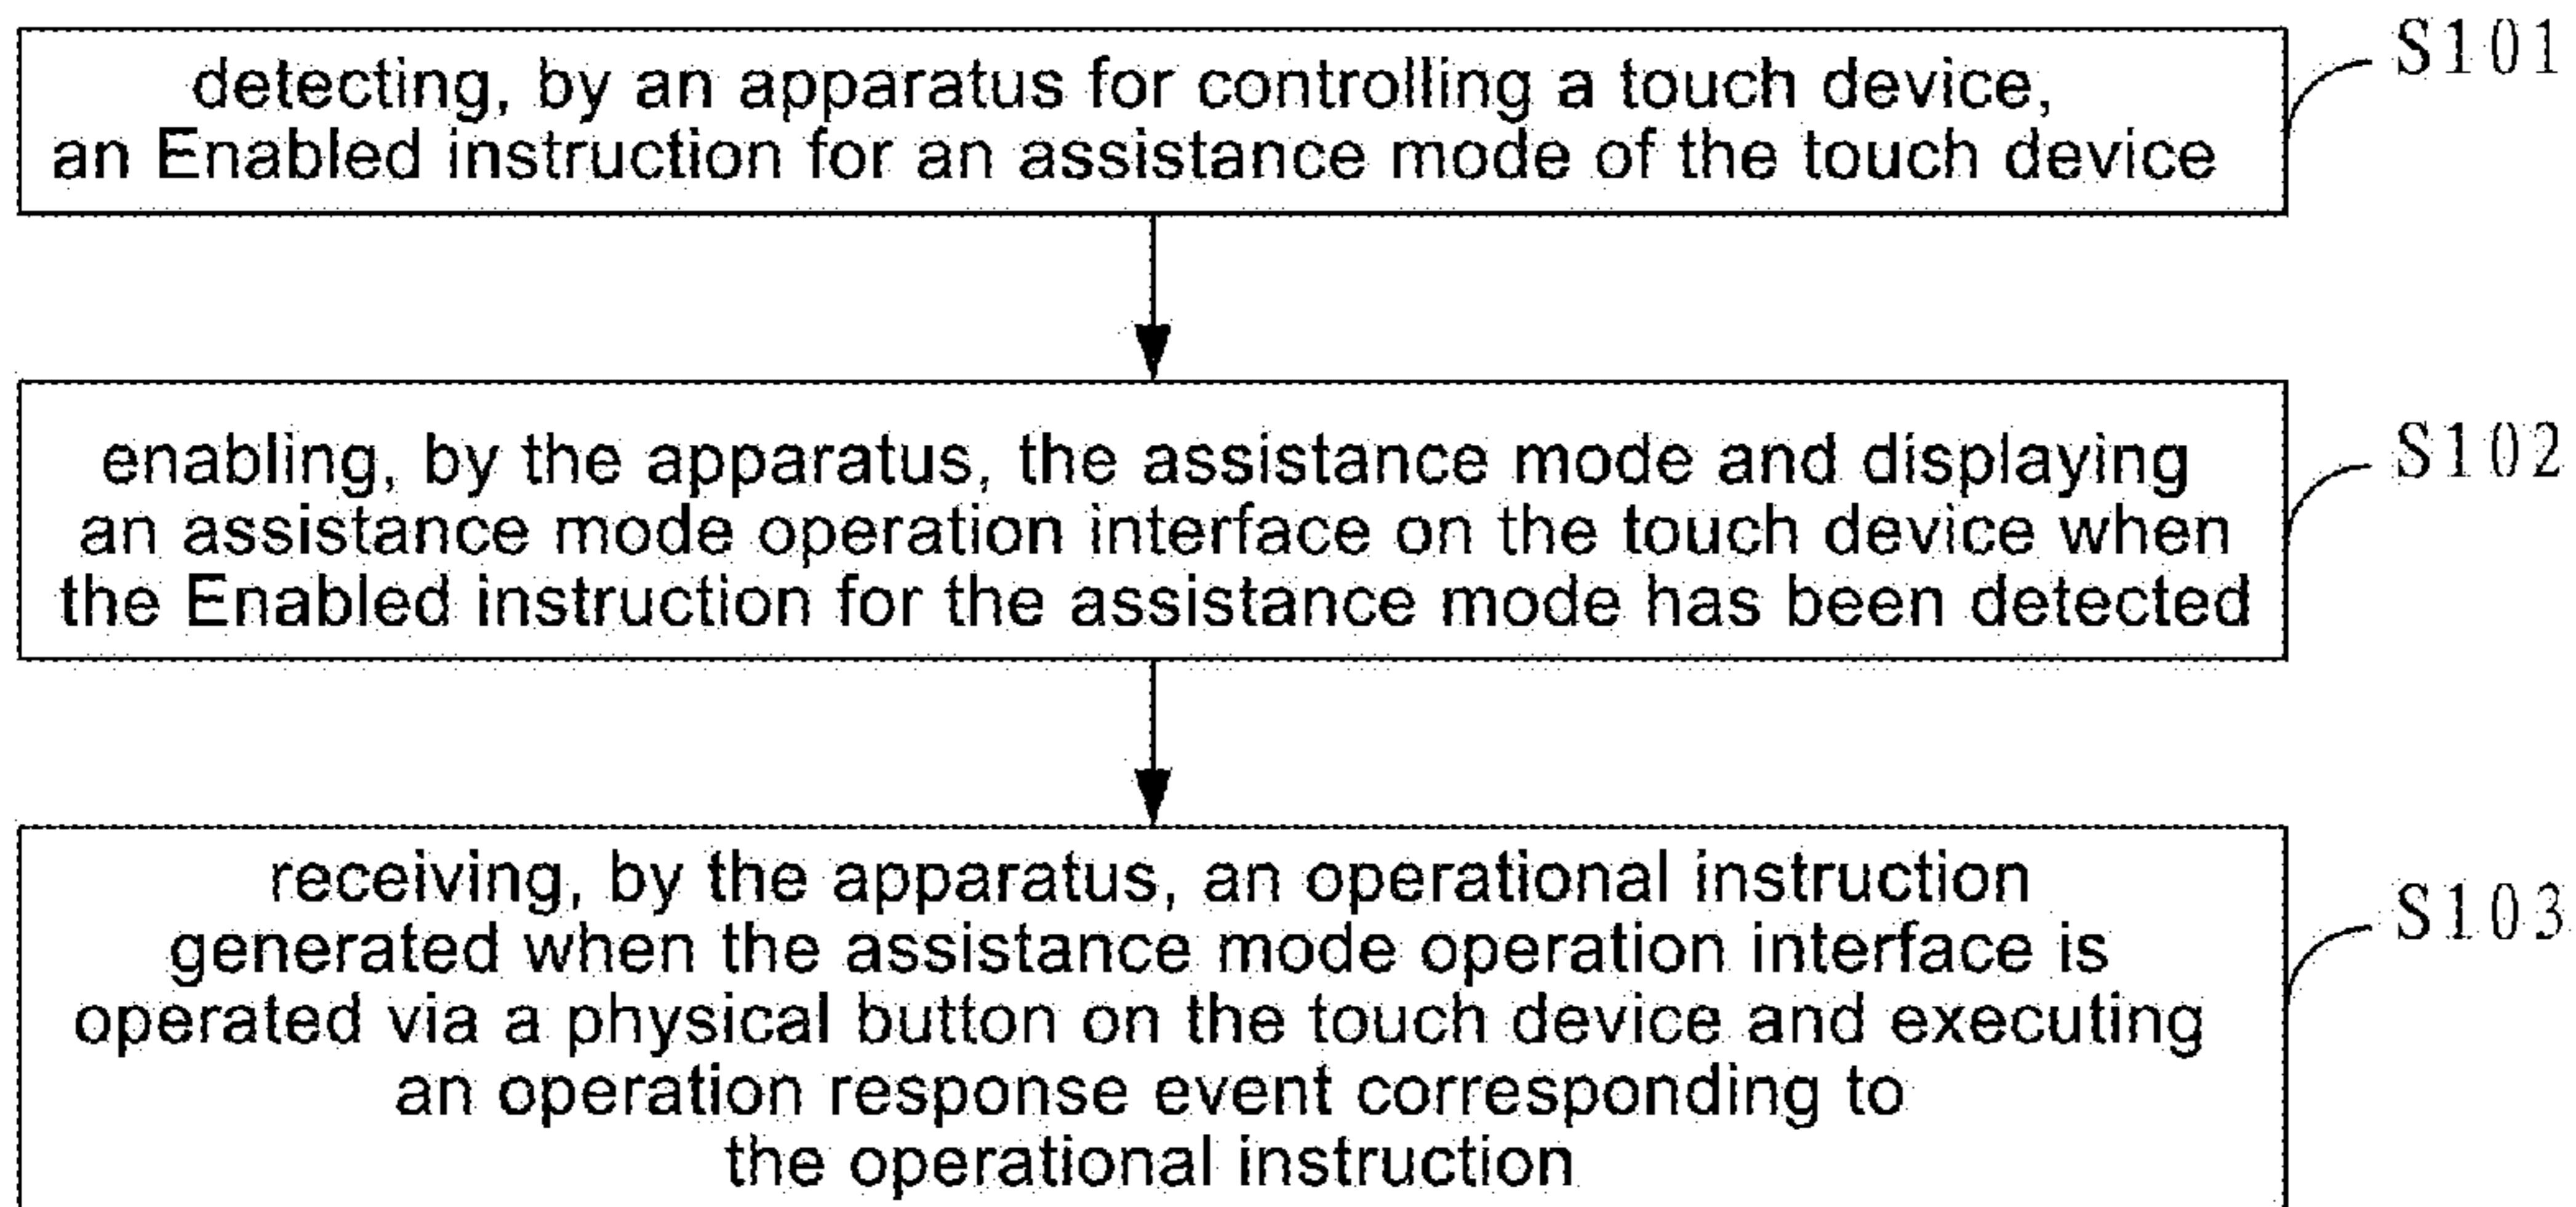 detecting, by an apparatus for controlling a touch device,
an Enabled instruction for an assistance mode of the touch device
S101
enabling, by the apparatus, the assistance mode and displaying
an assistance mode operation interface on the touch device when
the Enabled instruction for the assistance mode has been detected
S102
receiving, by the apparatus, an operational instruction
generated when the assistance mode operation interface is
operated via a physical button on the touch device and executing
an operation response event corresponding to
the operational instruction
S103